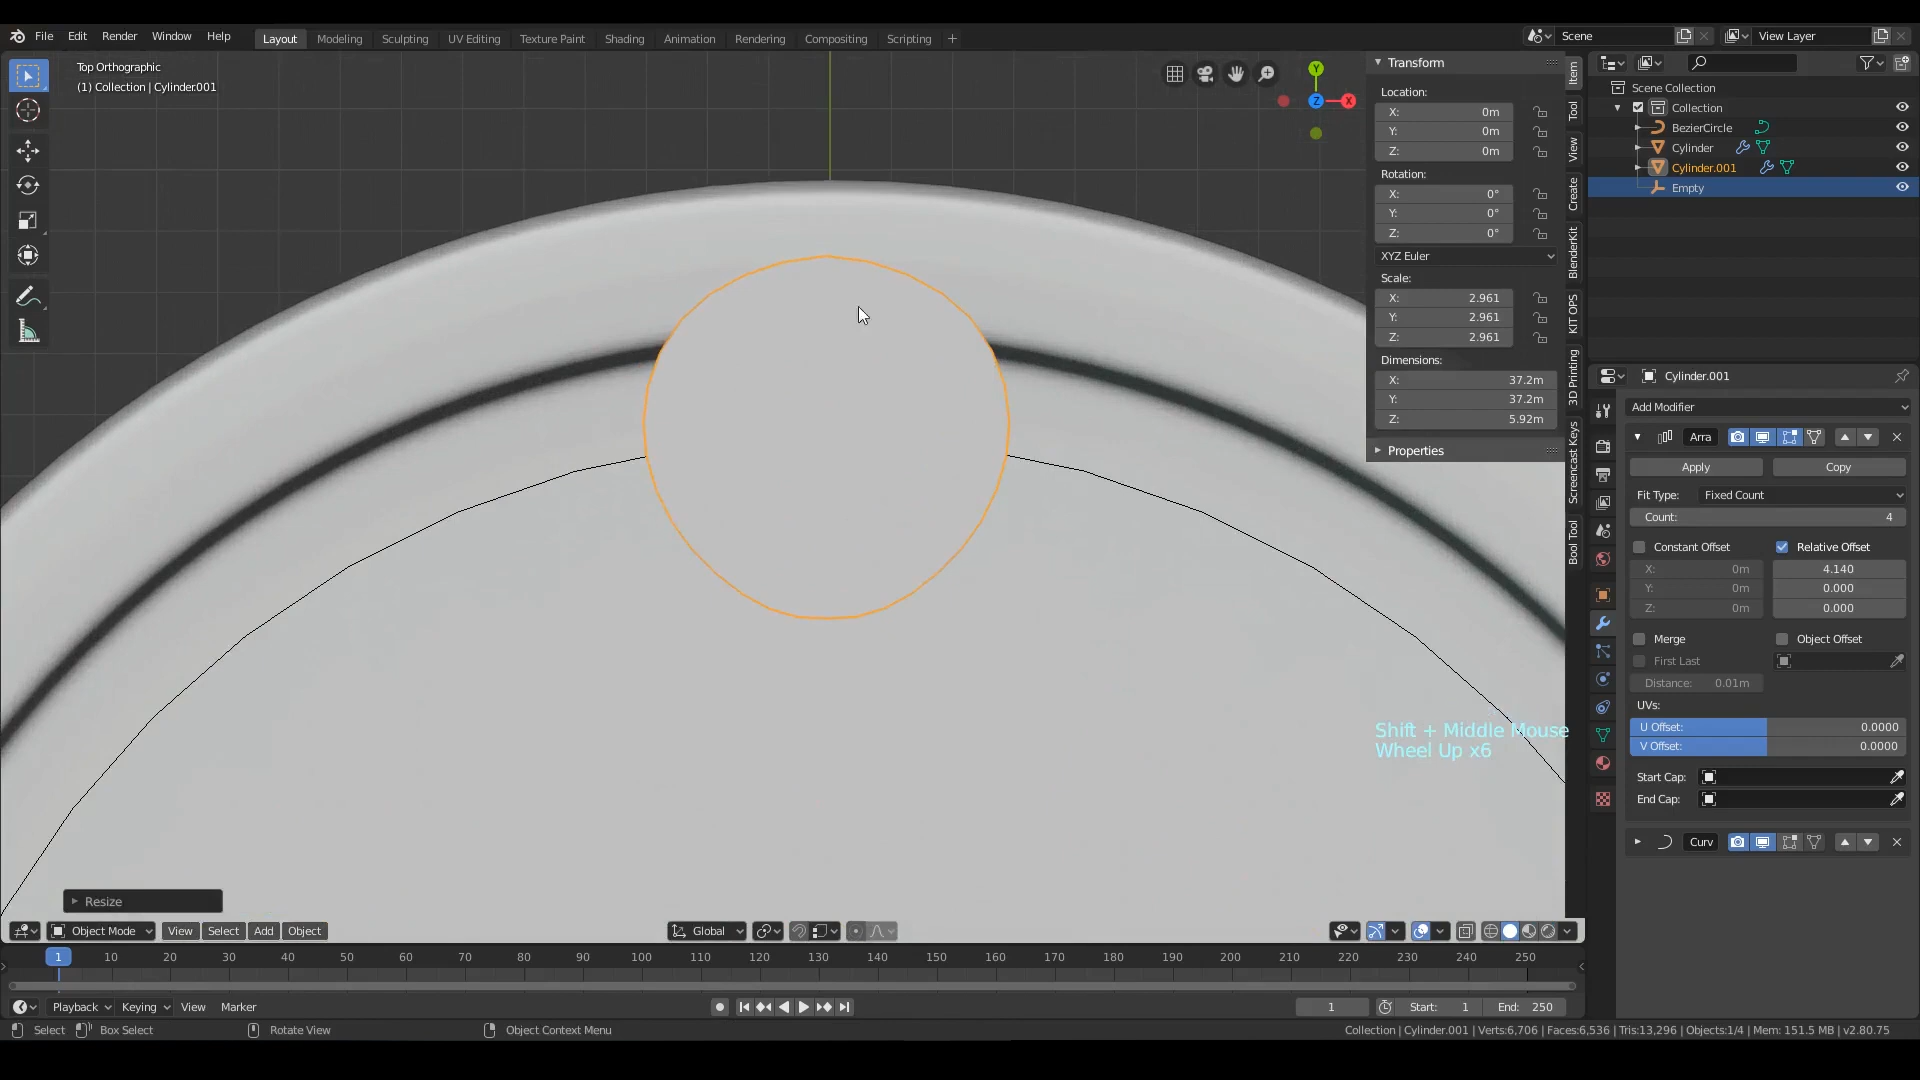 File Edit Render Window Help
Layout Modeling Sculpting UV Editing Texture Paint Shading Animation Rendering Compositing Scripting +
Scene
View Layer
Top Orthographic
(1) Collection | Cylinder.001
Y
Z
X
Transform
Location:
X: 0m
Y: 0m
Z: 0m
Rotation:
X: 0°
Y: 0°
Z: 0°
XYZ Euler
Scale:
X: 2.961
Y: 2.961
Z: 2.961
Dimensions:
X: 37.2m
Y: 37.2m
Z: 5.92m
Properties
Item
Tool
View
Create
BlenderKit
KIT OPS
3D Printing
Screencast Keys
Bool Tool
Scene Collection
Collection
BezierCircle
Cylinder
Cylinder.001
Empty
Cylinder.001
Add Modifier
Arra
Apply Copy
Fit Type: Fixed Count
Count: 4
Constant Offset Relative Offset
X: 0m 4.140
Y: 0m 0.000
Z: 0m 0.000
Merge Object Offset
First Last
Distance: 0.01m
UVs:
U Offset: 0.0000
V Offset: 0.0000
Start Cap:
End Cap:
Curv
Shift + Middle Mouse
Wheel Up x6
Resize
Object Mode View Select Add Object
Global
1 10 20 30 40 50 60 70 80 90 100 110 120 130 140 150 160 170 180 190 200 210 220 230 240 250
Playback Keying View Marker
1 Start: 1 End: 250
Select Box Select Rotate View Object Context Menu
Collection | Cylinder.001 | Verts:6,706 | Faces:6,536 | Tris:13,296 | Objects:1/4 | Mem: 151.5 MB | v2.80.75